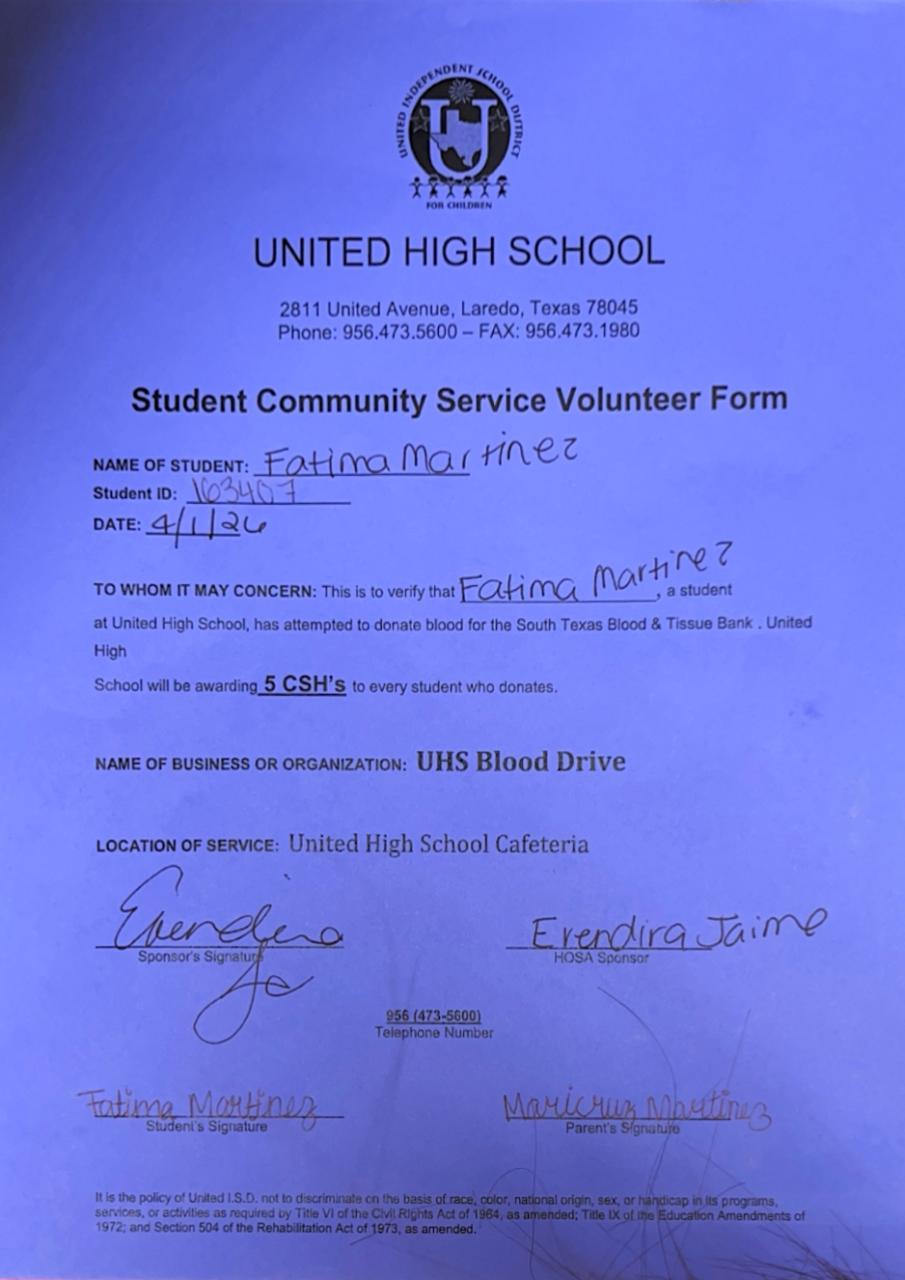 UNITED INDEPENDENT SCHOOL DISTRICT
U
FOR CHILDREN
UNITED HIGH SCHOOL
2811 United Avenue, Laredo, Texas 78045
Phone: 956.473.5600 – FAX: 956.473.1980
Student Community Service Volunteer Form
NAME OF STUDENT: Fatima Martinez
Student ID: 163407
DATE: 4/1/26
TO WHOM IT MAY CONCERN: This is to verify that Fatima Martinez, a student
at United High School, has attempted to donate blood for the South Texas Blood & Tissue Bank . United
High
School will be awarding 5 CSH's to every student who donates.
NAME OF BUSINESS OR ORGANIZATION: UHS Blood Drive
LOCATION OF SERVICE: United High School Cafeteria
Evendira Erendira Jaime
Sponsor's Signature HOSA Sponsor
956 (473-5600)
Telephone Number
Fatima Martinez Maricruz Martinez
Student's Signature Parent's Signature
It is the policy of United I.S.D. not to discriminate on the basis of race, color, national origin, sex, or handicap in its programs,
services, or activities as required by Title VI of the Civil Rights Act of 1964, as amended; Title IX of the Education Amendments of
1972; and Section 504 of the Rehabilitation Act of 1973, as amended.